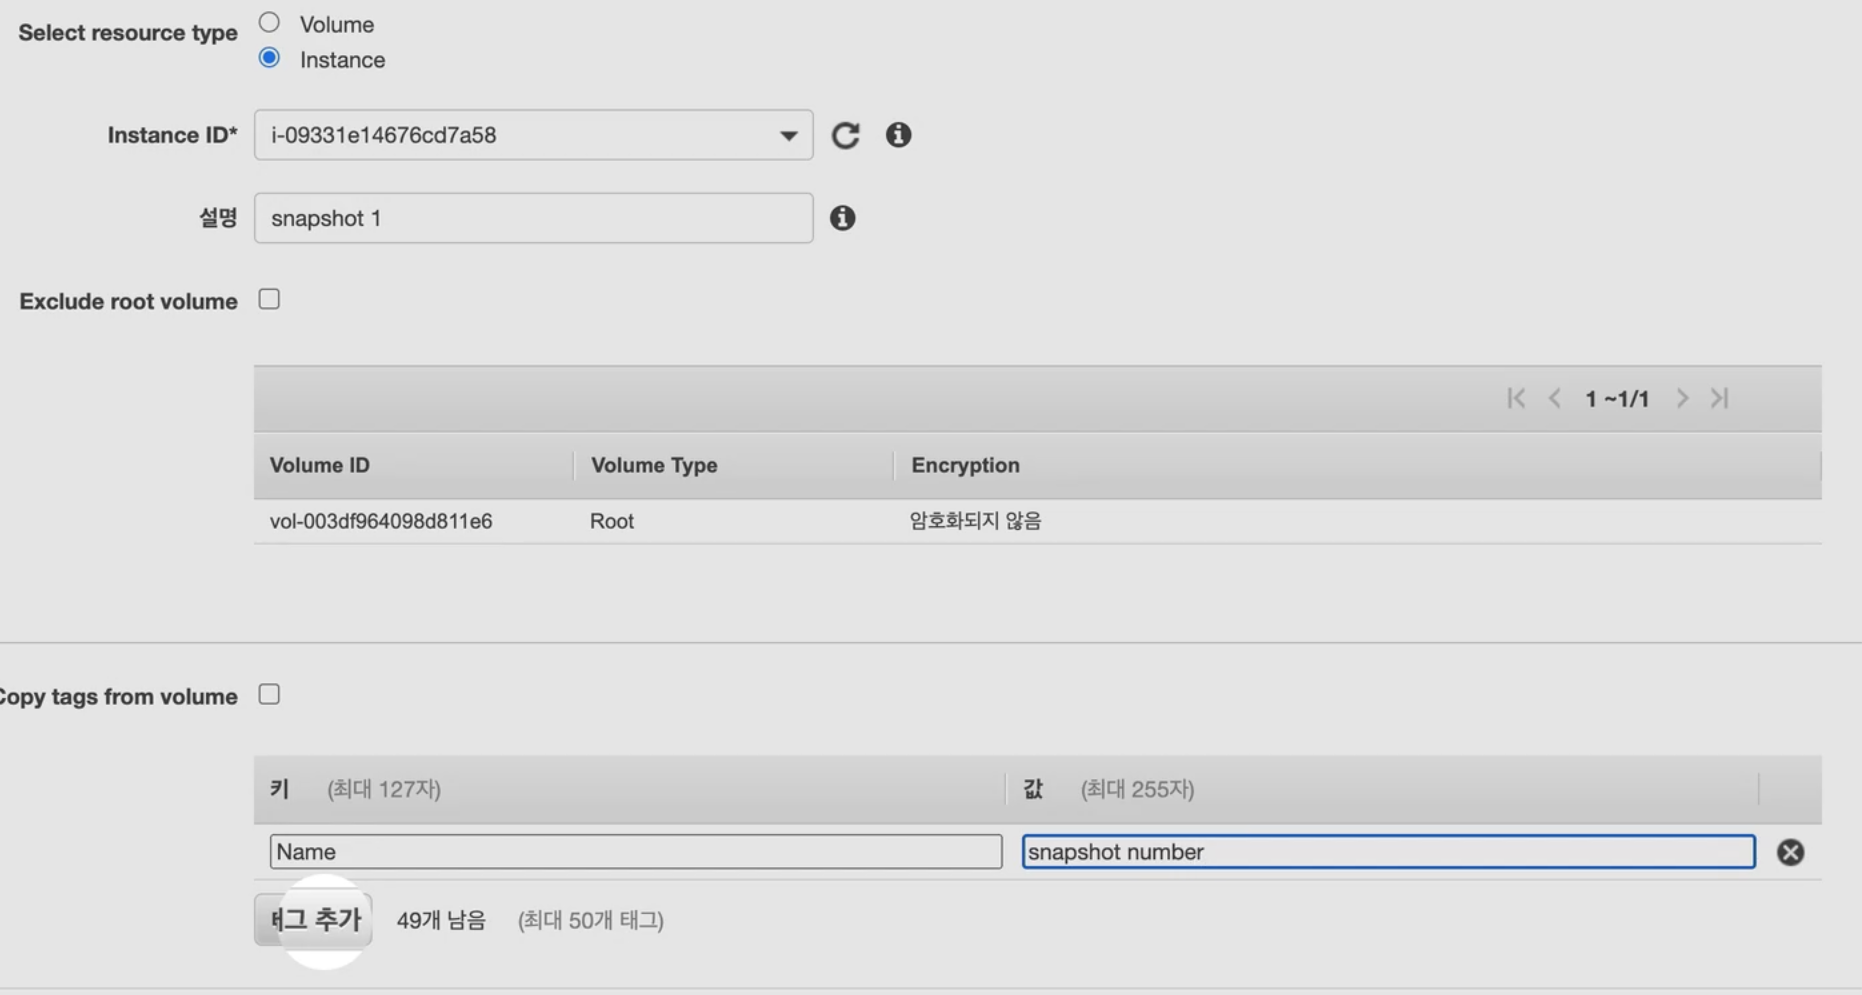 Select resource type
Volume
Instance
Instance ID* i-09331e14676cd7a58
설명 snapshot 1
Exclude root volume
1 ~1/1
Volume ID Volume Type Encryption
vol-003df964098d811e6 Root 암호화되지 않음
Copy tags from volume
키 (최대 127자) 값 (최대 255자)
Name snapshot number
태그 추가 49개 남음 (최대 50개 태그)